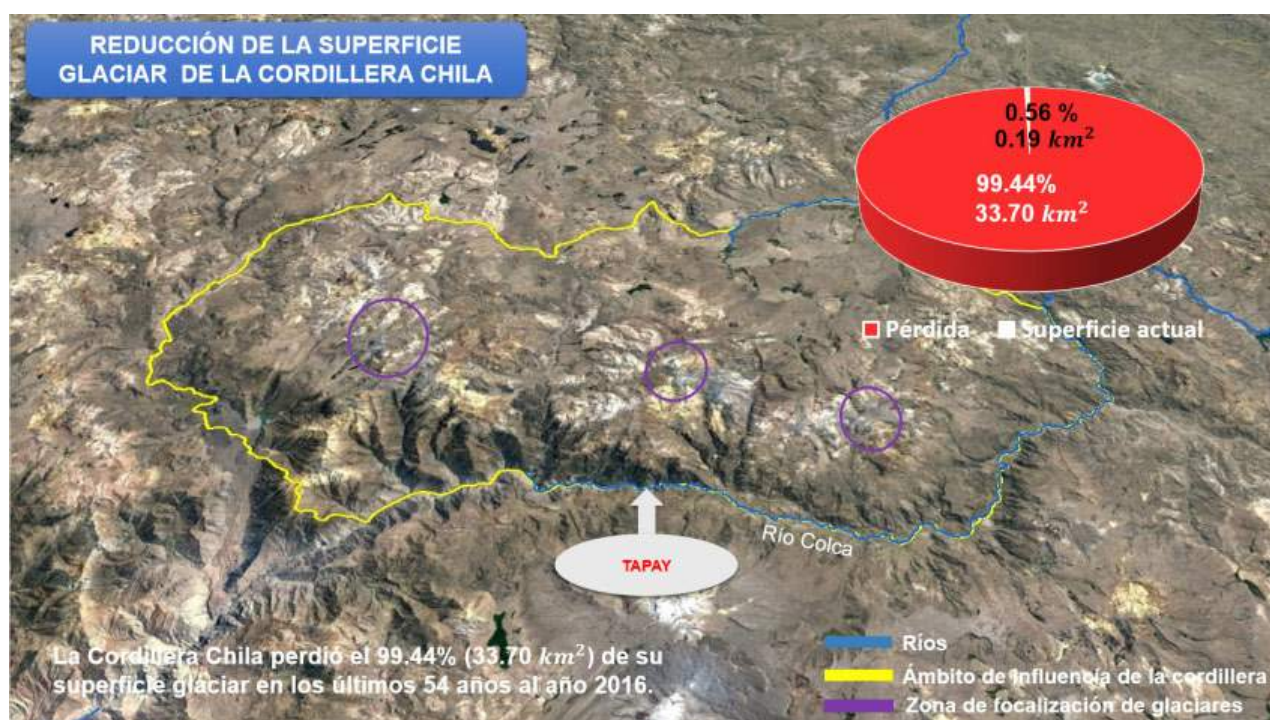 REDUCCIÓN DE LA SUPERFICIE
GLACIAR DE LA CORDILLERA CHILA
0.56 %
0.19 km²
99.44%
33.70 km²
Pérdida Superficie actual
Río Colca
TAPAY
La Cordillera Chila perdió el 99.44% (33.70 km²) de su
superficie glaciar en los últimos 54 años al año 2016.
Ríos
Ámbito de influencia de la cordillera
Zona de focalización de glaciares